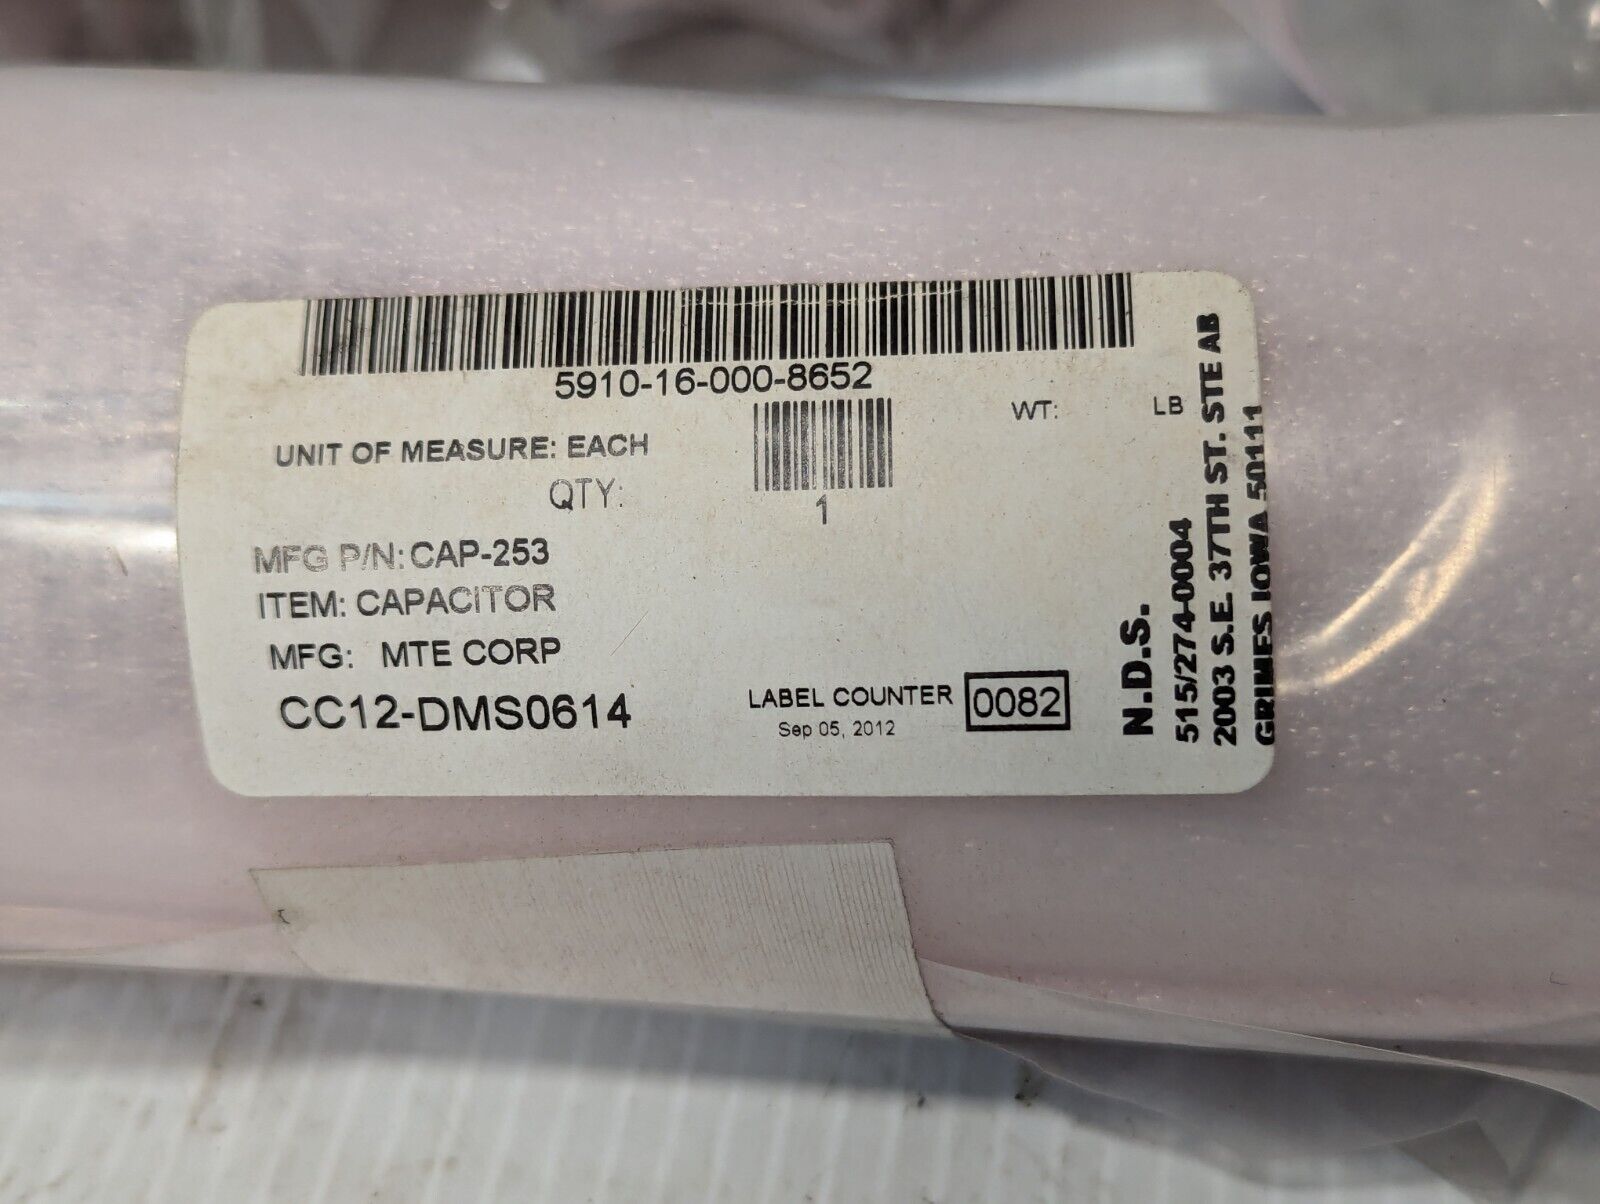 5910-16-000-8652
UNIT OF MEASURE: EACH
WT: LB
QTY: 1
MFG P/N: CAP-253
ITEM: CAPACITOR
MFG: MTE CORP
CC12-DMS0614
LABEL COUNTER 0082
Sep 05, 2012
N.D.S.
515/274-0004
2003 S.E. 37TH ST. STE AB
GRIMES IOWA 50111